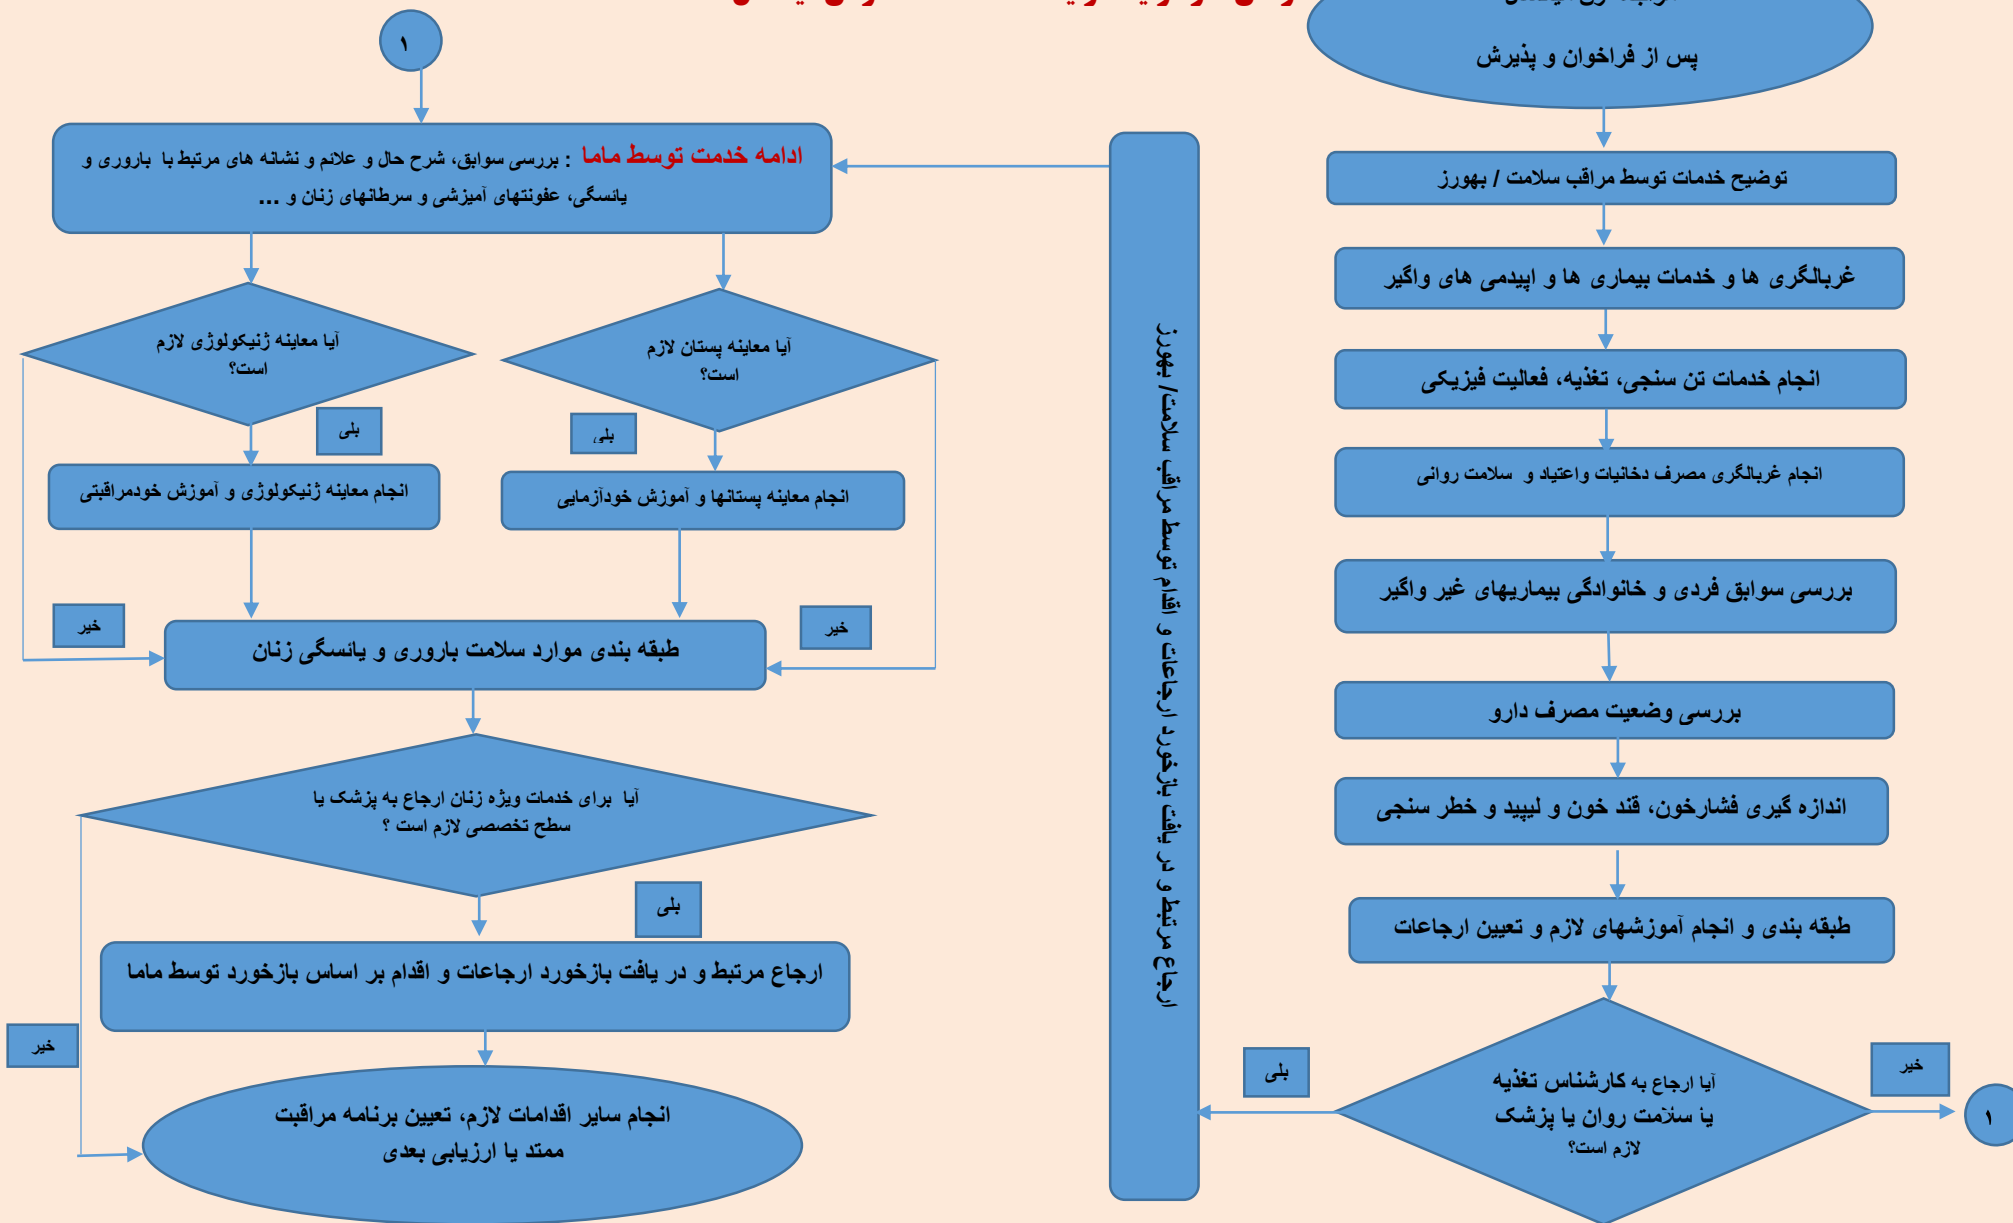 پس از فراخوان و پذیرش
توضیح خدمات توسط مراقب سلامت / بهورز
غربالگری ها و خدمات بیماری ها و اپیدمی های واگیر
انجام خدمات تن سنجی، تغذیه، فعالیت فیزیکی
انجام غربالگری مصرف دخانیات واعتیاد و سلامت روانی
بررسی سوابق فردی و خانوادگی بیماریهای غیر واگیر
بررسی وضعیت مصرف دارو
اندازه گیری فشارخون، قند خون و لیپید و خطر سنجی
طبقه بندی و انجام آموزشهای لازم و تعیین ارجاعات
آیا ارجاع به کارشناس تغذیه
یا سلامت روان یا پزشک
لازم است؟
خیر
۱
بلی
ارجاع مرتبط و در یافت بازخورد ارجاعات و اقدام توسط مراقب سلامت/ بهورز
۱
ادامه خدمت توسط ماما : بررسی سوابق، شرح حال و علائم و نشانه های مرتبط با باروری و
یائسگی، عفونتهای آمیزشی و سرطانهای زنان و ...
آیا معاینه پستان لازم
است؟
بلی
انجام معاینه پستانها و آموزش خودآزمایی
خیر
آیا معاینه ژنیکولوژی لازم
است؟
بلی
انجام معاینه ژنیکولوژی و آموزش خودمراقبتی
خیر
طبقه بندی موارد سلامت باروری و یائسگی زنان
آیا برای خدمات ویژه زنان ارجاع به پزشک یا
سطح تخصصی لازم است ؟
بلی
ارجاع مرتبط و در یافت بازخورد ارجاعات و اقدام بر اساس بازخورد توسط ماما
خیر
انجام سایر اقدامات لازم، تعیین برنامه مراقبت
ممتد یا ارزیابی بعدی